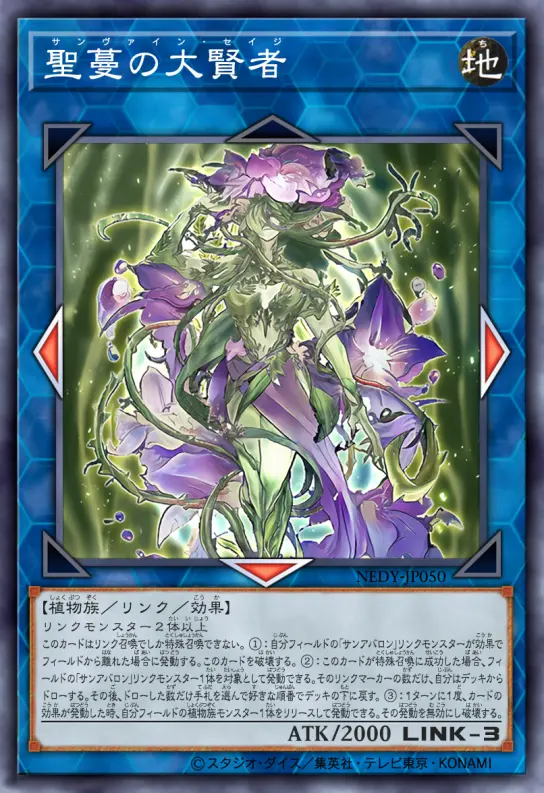 サンヴァイン・セイジ
聖蔓の大賢者
ち
地
NEDY-JP050
【植物族／リンク／効果】
リンクモンスター２体以上
このカードはリンク召喚でしか特殊召喚できない。①：自分フィールドの「サンアバロン」リンクモンスターが効果で
フィールドから離れた場合に発動する。このカードを破壊する。②：このカードが特殊召喚に成功した場合、フィ
ールドの「サンアバロン」リンクモンスター1体を対象として発動できる。そのリンクマーカーの数だけ、自分はデッキから
ドローする。その後、ドローした数だけ手札を選んで好きな順番でデッキの下に戻す。③：1ターンに1度、カードの
効果が発動した時、自分フィールドの植物族モンスター1体をリリースして発動できる。その発動を無効にし破壊する。
ATK/2000 LINK-3
©スタジオ・ダイス／集英社・テレビ東京・KONAMI